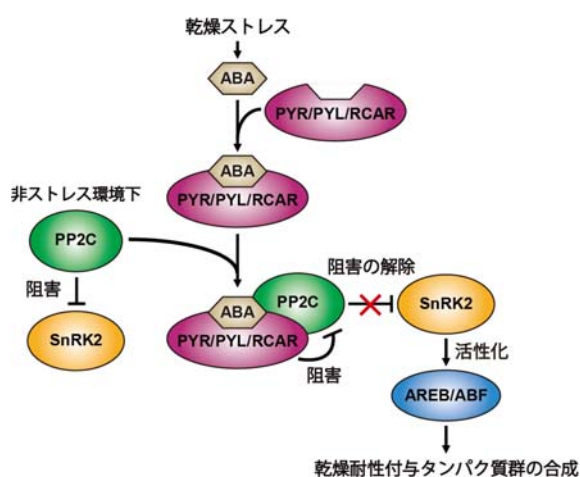 乾燥ストレス
ABA
PYR/PYL/RCAR
ABA
PYR/PYL/RCAR
非ストレス環境下
PP2C
阻害
SnRK2
阻害の解除
ABA
PP2C
PYR/PYL/RCAR
阻害
SnRK2
活性化
AREB/ABF
乾燥耐性付与タンパク質群の合成